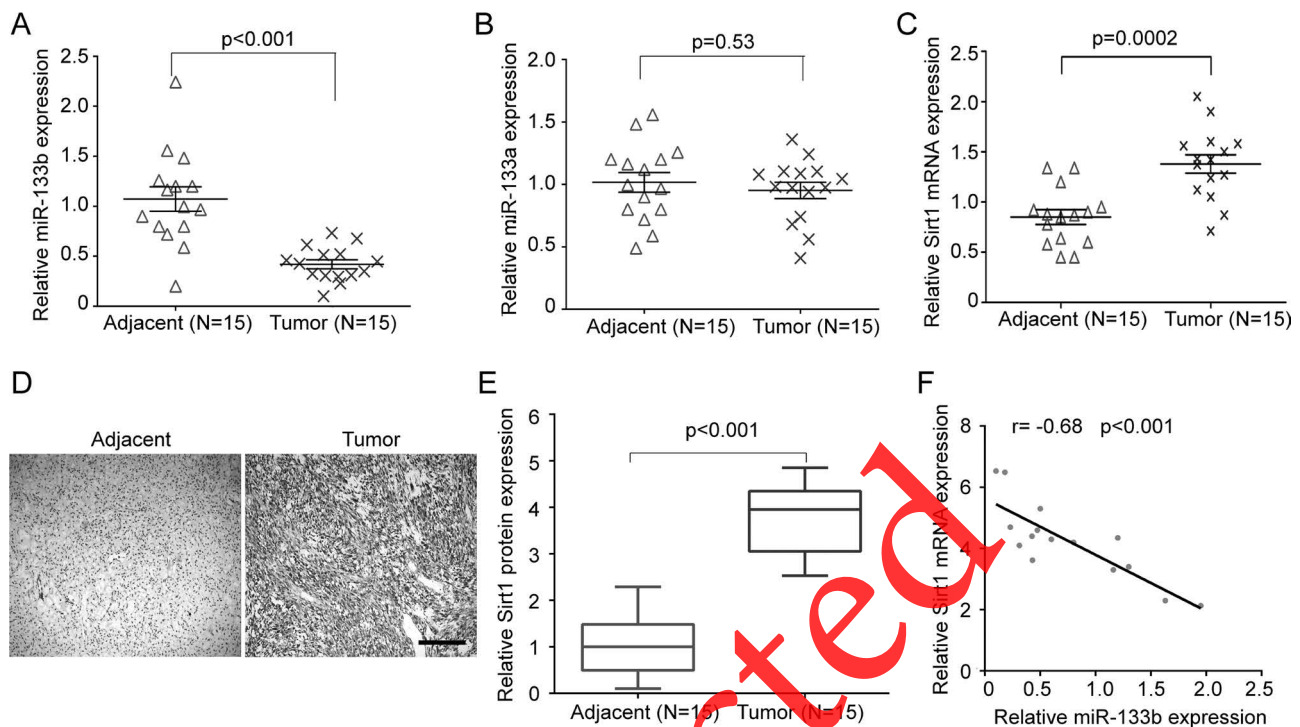 A
p<0.001
Relative miR-133b expression
2.5
2.0
1.5
1.0
0.5
0
Adjacent (N=15)
Tumor (N=15)
B
p=0.53
Relative miR-133a expression
2.0
1.5
1.0
0.5
0.0
Adjacent (N=15)
Tumor (N=15)
C
p=0.0002
Relative Sirt1 mRNA expression
2.5
2.0
1.5
1.0
0.5
0.0
Adjacent (N=15)
Tumor (N=15)
D
Adjacent
Tumor
E
p<0.001
Relative Sirt1 protein expression
6
5
4
3
2
1
0
Adjacent (N=15)
Tumor (N=15)
F
r= -0.68 p<0.001
Relative Sirt1 mRNA expression
8
6
4
2
0
0 0.5 1.0 1.5 2.0 2.5
Relative miR-133b expression
ted